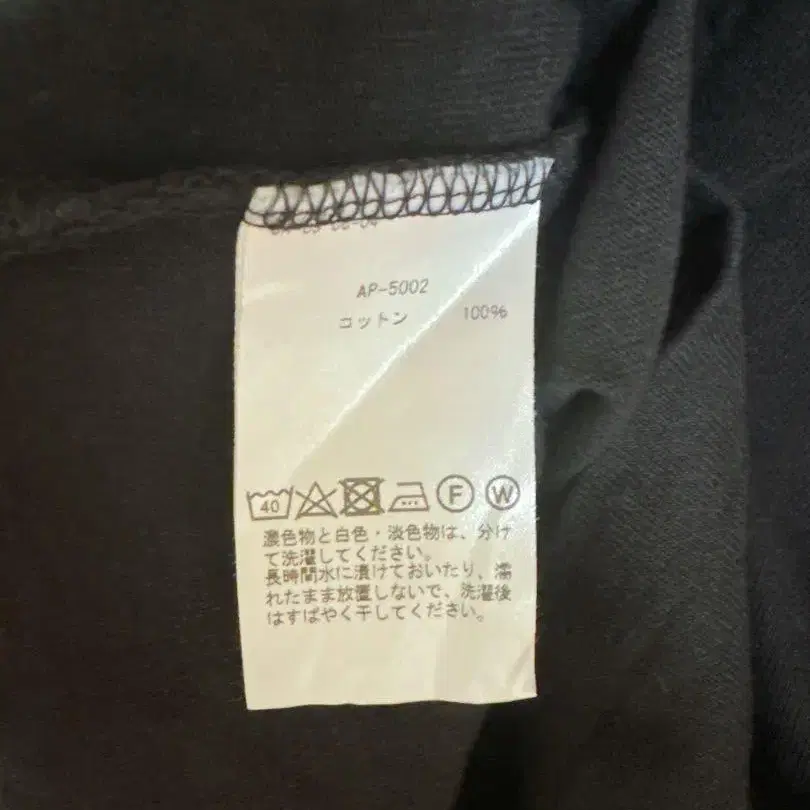 AP-5002
コットン 100%
40 F W
濃色物と白色・淡色物は、分け
て洗濯してください。
長時間水に漬けておいたり、濡
れたまま放置しないで、洗濯後
はすばやく干してください。